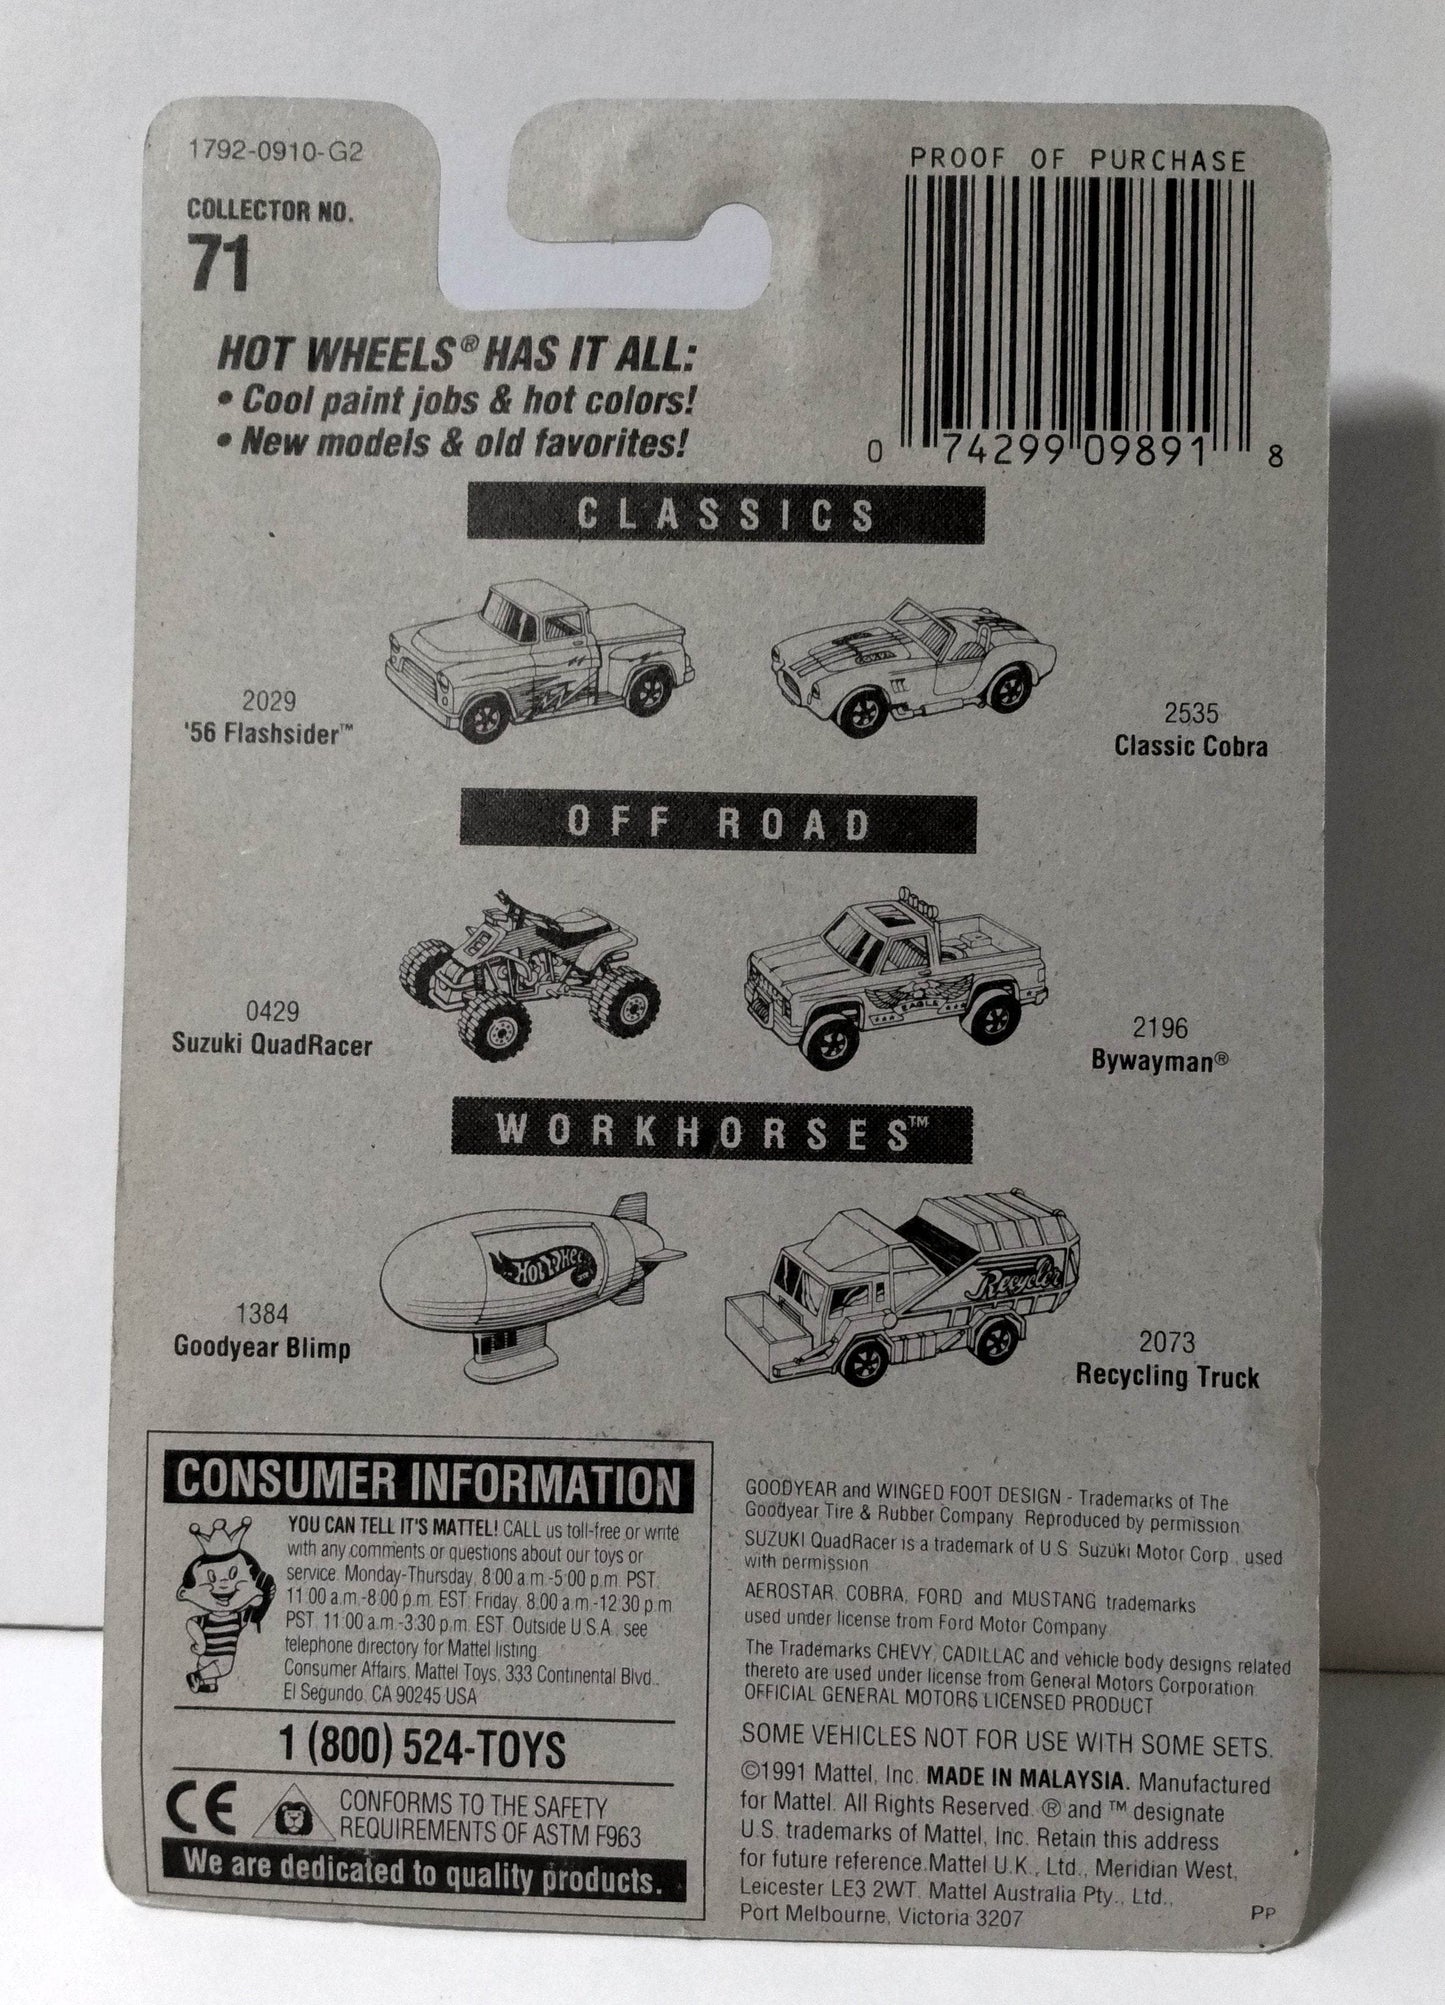 1792-0910-G2
COLLECTOR NO.
71
PROOF OF PURCHASE
0 74299 09891 8
HOT WHEELS® HAS IT ALL:
• Cool paint jobs & hot colors!
• New models & old favorites!
CLASSICS
COBRA
2029
'56 Flashsider™
2535
Classic Cobra
OFF ROAD
EAGLE
0429
Suzuki QuadRacer
2196
Bywayman®
WORKHORSES™
Hot Wheels
Recycler
1384
Goodyear Blimp
2073
Recycling Truck
CONSUMER INFORMATION
YOU CAN TELL IT'S MATTEL! CALL us toll-free or write
with any comments or questions about our toys or
service. Monday-Thursday, 8:00 a.m.-5:00 p.m. PST,
11:00 a.m.-8:00 p.m. EST; Friday, 8:00 a.m.-12:30 p.m.
PST, 11:00 a.m.-3:30 p.m. EST. Outside U.S.A., see
telephone directory for Mattel listing.
Consumer Affairs, Mattel Toys, 333 Continental Blvd.,
El Segundo, CA 90245 USA
1 (800) 524-TOYS
CE
CONFORMS TO THE SAFETY
REQUIREMENTS OF ASTM F963
We are dedicated to quality products.
GOODYEAR and WINGED FOOT DESIGN - Trademarks of The
Goodyear Tire & Rubber Company. Reproduced by permission.
SUZUKI QuadRacer is a trademark of U.S. Suzuki Motor Corp., used
with permission.
AEROSTAR, COBRA, FORD, and MUSTANG trademarks
used under license from Ford Motor Company.
The Trademarks CHEVY, CADILLAC and vehicle body designs related
thereto are used under license from General Motors Corporation.
OFFICIAL GENERAL MOTORS LICENSED PRODUCT
SOME VEHICLES NOT FOR USE WITH SOME SETS.
©1991 Mattel, Inc. MADE IN MALAYSIA. Manufactured
for Mattel. All Rights Reserved. ® and ™ designate
U.S. trademarks of Mattel, Inc. Retain this address
for future reference.Mattel U.K., Ltd., Meridian West,
Leicester LE3 2WT. Mattel Australia Pty., Ltd.,
Port Melbourne, Victoria 3207
PP